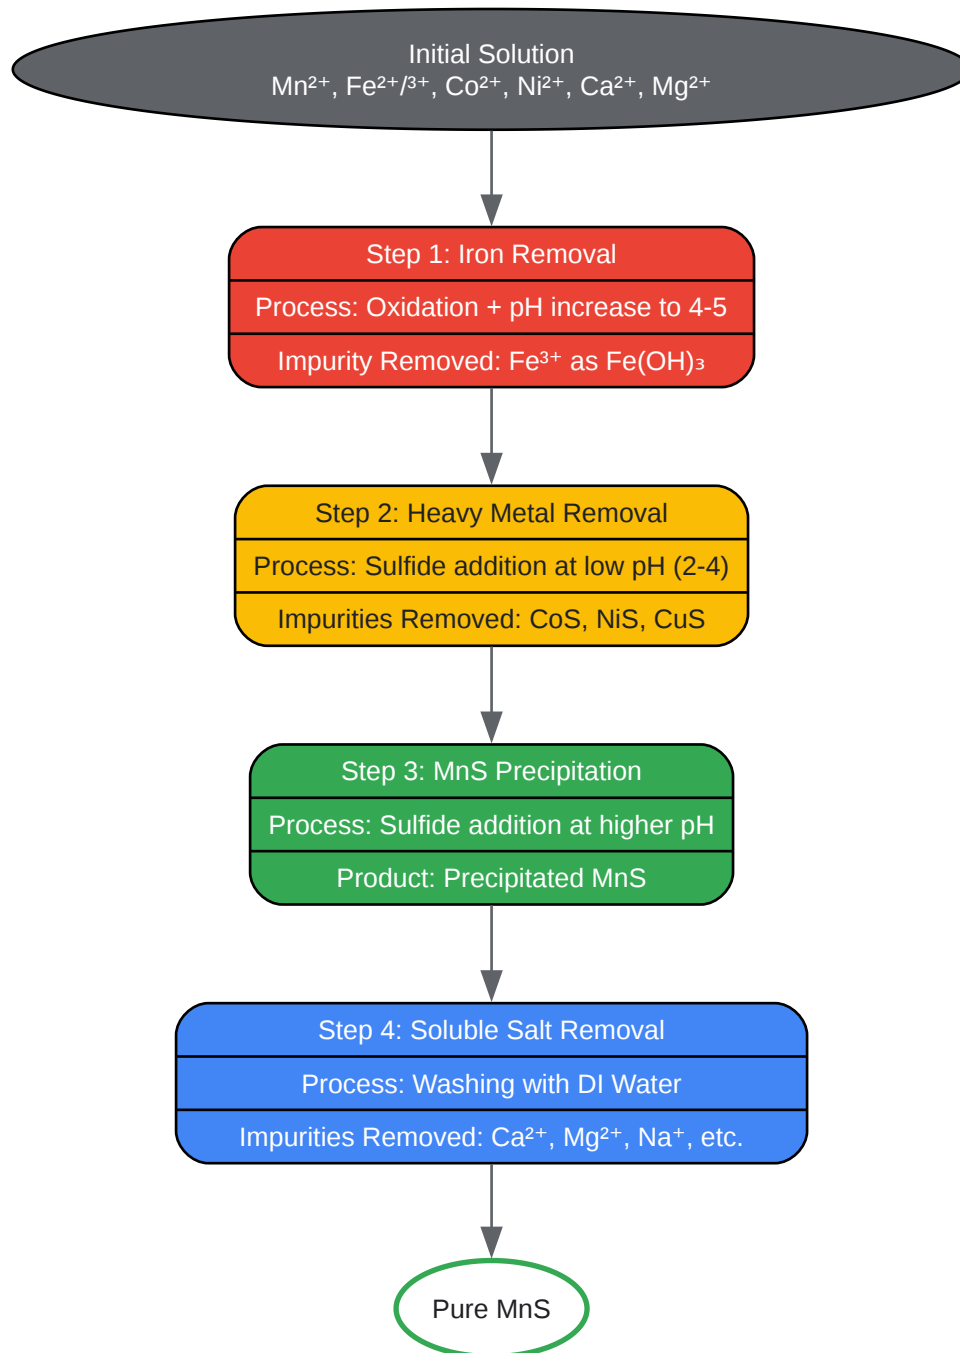 Initial Solution
Mn²⁺, Fe²⁺/³⁺, Co²⁺, Ni²⁺, Ca²⁺, Mg²⁺
Step 1: Iron Removal
Process: Oxidation + pH increase to 4-5
Impurity Removed: Fe³⁺ as Fe(OH)₃
Step 2: Heavy Metal Removal
Process: Sulfide addition at low pH (2-4)
Impurities Removed: CoS, NiS, CuS
Step 3: MnS Precipitation
Process: Sulfide addition at higher pH
Product: Precipitated MnS
Step 4: Soluble Salt Removal
Process: Washing with DI Water
Impurities Removed: Ca²⁺, Mg²⁺, Na⁺, etc.
Pure MnS